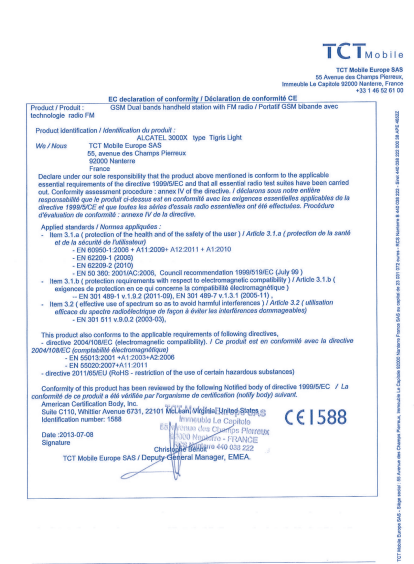 TCT Mobile
TCT Mobile Europe SAS
55 Avenue des Champs Pierreux,
Immeuble Le Capitole 92000 Nanterre, France
+33 1 46 52 61 00
EC declaration of conformity / Déclaration de conformité CE
Product / Produit : GSM Dual bands handheld station with FM radio / Portatif GSM bibande avec
technologie radio FM
Product identification / Identification du produit :
ALCATEL 3000X type Tigris Light
We / Nous TCT Mobile Europe SAS
55, avenue des Champs Pierreux
92000 Nanterre
France
Declare under our sole responsibility that the product above mentioned is conform to the applicable
essential requirements of the directive 1999/5/EC and that all essential radio test suites have been carried
out. Conformity assessment procedure : annex IV of the directive. / déclarons sous notre entière
responsabilité que le produit ci-dessus est en conformité avec les exigences essentielles applicables de la
directive 1999/5/CE et que toutes les séries d'essais radio essentielles ont été effectuées. Procédure
d'évaluation de conformité : annexe IV de la directive.
Applied standards / Normes appliquées :
- Item 3.1.a ( protection of the health and of the safety of the user ) / Article 3.1.a ( protection de la santé
et de la sécurité de l'utilisateur)
- EN 60950-1:2006 + A11:2009+ A12:2011 + A1:2010
- EN 62209-1 (2006)
- EN 62209-2 (2010)
- EN 50 360: 2001/AC:2006, Council recommendation 1999/519/EC (July 99 )
- Item 3.1.b ( protection requirements with respect to electromagnetic compatibility ) / Article 3.1.b (
exigences de protection en ce qui concerne la compatibilité électromagnétique )
-- EN 301 489-1 v.1.9.2 (2011-09), EN 301 489-7 v.1.3.1 (2005-11) ,
- Item 3.2 ( effective use of spectrum so as to avoid harmful interferences ) / Article 3.2 ( utilisation
efficace du spectre radioélectrique de façon à éviter les interférences dommageables)
- EN 301 511 v.9.0.2 (2003-03),
This product also conforms to the applicable requirements of following directives,
- directive 2004/108/EC (electromagnetic compatibility). / Ce produit est en conformité avec la directive
2004/108/EC (comptabilité électromagnétique)
- EN 55013:2001 +A1:2003+A2:2006
- EN 55020:2007+A11:2011
- directive 2011/65/EU (RoHS - restriction of the use of certain hazardous substances)
Conformity of this product has been reviewed by the following Notified body of directive 1999/5/EC / La
conformité de ce produit a été vérifiée par l'organisme de certification (notify body) suivant.
American Certification Body, Inc.
Suite C110, Whittier Avenue 6731, 22101 McLean, Virginia, United States
Identification number: 1588
CE1588
Immeuble Le Capitole
Avenue des Champs Pierreux
92000 Nanterre - FRANCE
440 038 222
Date :2013-07-08
Signature
Christophe Benoit
TCT Mobile Europe SAS / Deputy General Manager, EMEA.